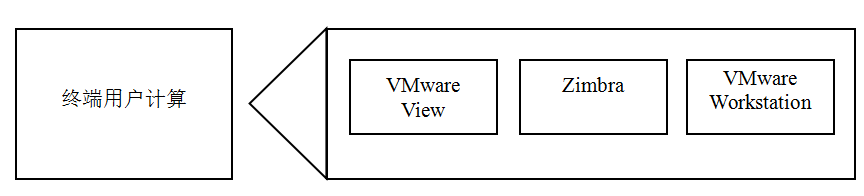 终端用户计算
VMware
View
Zimbra
VMware
Workstation